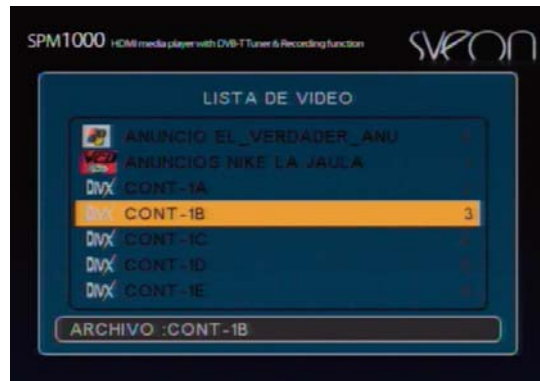 SPM1000 HDMI media player with DVB-T Tuner & Recording function
sveon
LISTA DE VIDEO
ANUNCIO EL_VERDADER_ANU
VCD ANUNCIOS NIKE LA JAULA
DIVX CONT-1A
DIVX CONT-1B 3
DIVX CONT-1C
DIVX CONT-1D
DIVX CONT-1E
ARCHIVO :CONT-1B